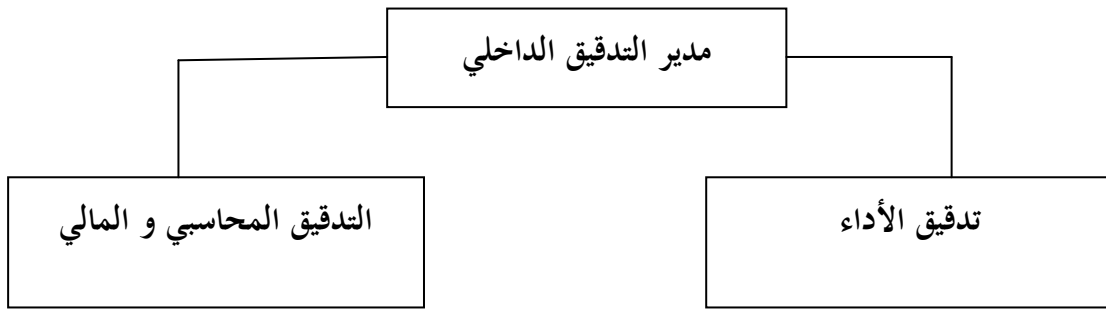 مدير التدقيق الداخلي
تدقيق الأداء
التدقيق المحاسبي و المالي